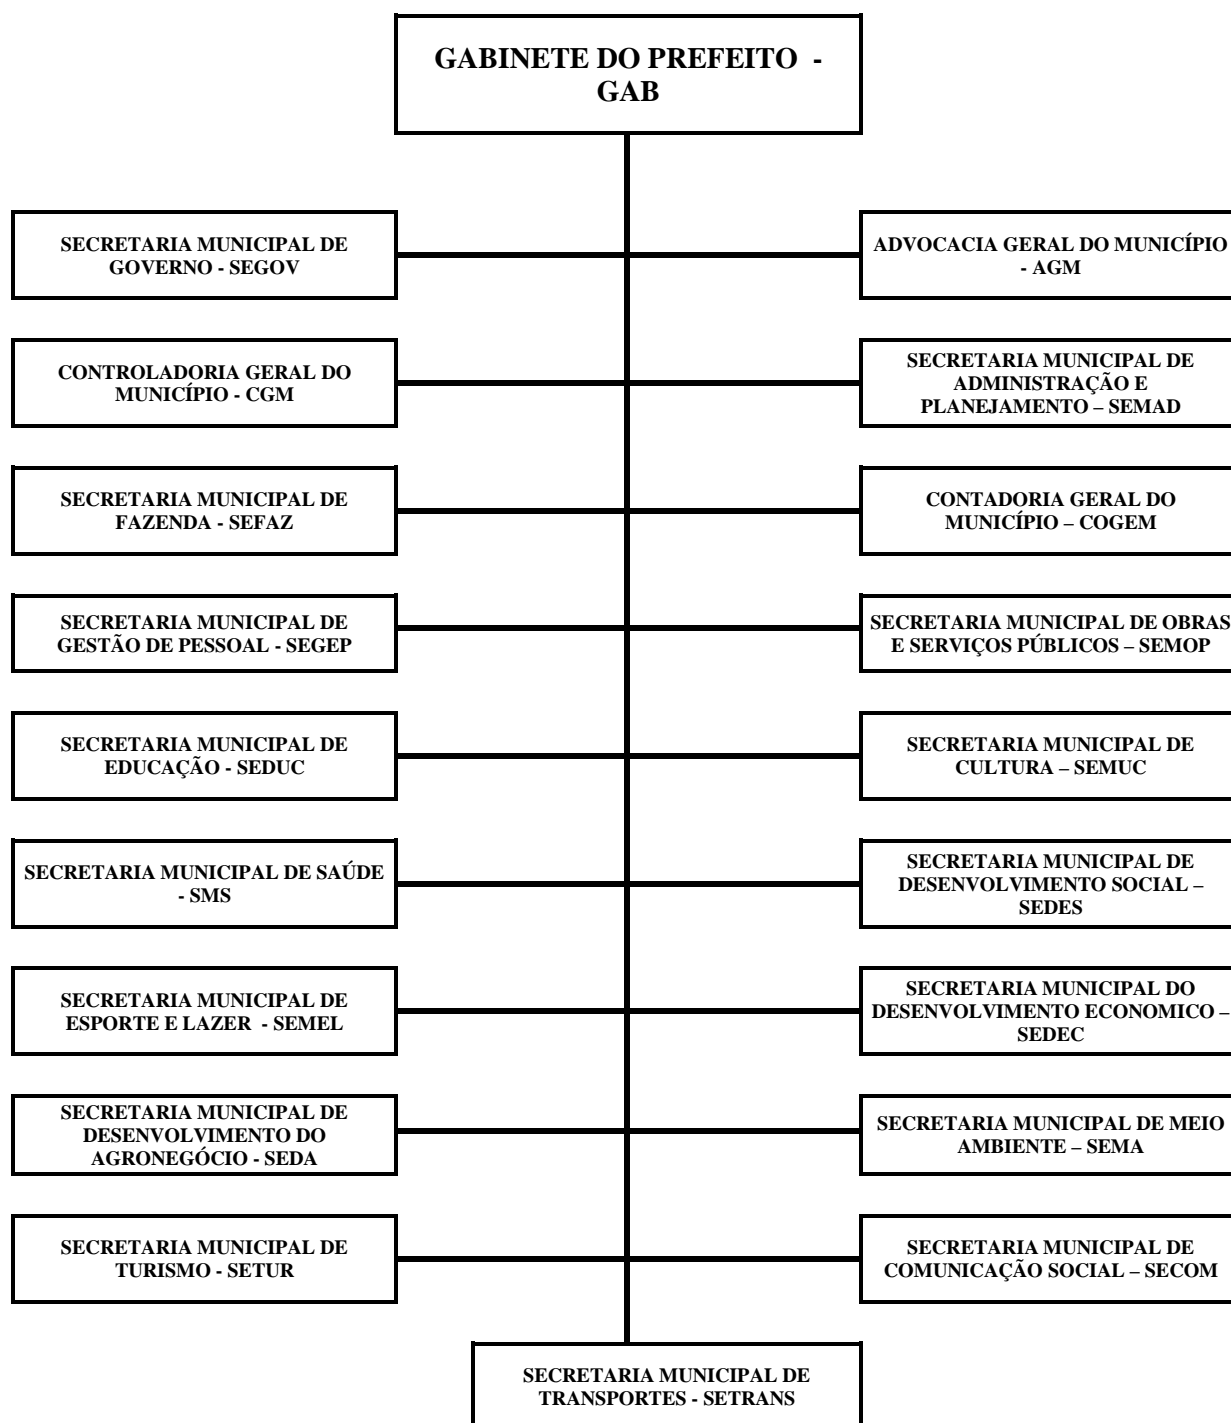 GABINETE DO PREFEITO -
GAB
SECRETARIA MUNICIPAL DE
GOVERNO - SEGOV
ADVOCACIA GERAL DO MUNICÍPIO
- AGM
CONTROLADORIA GERAL DO
MUNICÍPIO - CGM
SECRETARIA MUNICIPAL DE
ADMINISTRAÇÃO E
PLANEJAMENTO – SEMAD
SECRETARIA MUNICIPAL DE
FAZENDA - SEFAZ
CONTADORIA GERAL DO
MUNICÍPIO – COGEM
SECRETARIA MUNICIPAL DE
GESTÃO DE PESSOAL - SEGEP
SECRETARIA MUNICIPAL DE OBRAS
E SERVIÇOS PÚBLICOS – SEMOP
SECRETARIA MUNICIPAL DE
EDUCAÇÃO - SEDUC
SECRETARIA MUNICIPAL DE
CULTURA – SEMUC
SECRETARIA MUNICIPAL DE SAÚDE
- SMS
SECRETARIA MUNICIPAL DE
DESENVOLVIMENTO SOCIAL –
SEDES
SECRETARIA MUNICIPAL DE
ESPORTE E LAZER - SEMEL
SECRETARIA MUNICIPAL DO
DESENVOLVIMENTO ECONOMICO –
SEDEC
SECRETARIA MUNICIPAL DE
DESENVOLVIMENTO DO
AGRONEGÓCIO - SEDA
SECRETARIA MUNICIPAL DE MEIO
AMBIENTE – SEMA
SECRETARIA MUNICIPAL DE
TURISMO - SETUR
SECRETARIA MUNICIPAL DE
COMUNICAÇÃO SOCIAL – SECOM
SECRETARIA MUNICIPAL DE
TRANSPORTES - SETRANS